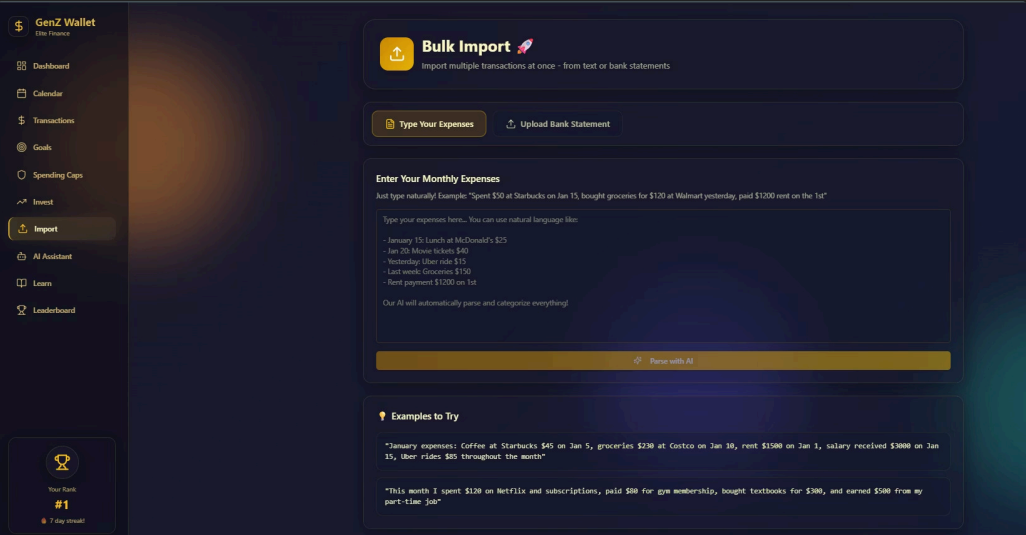 GenZ Wallet
Elite Finance
Dashboard
Calendar
Transactions
Goals
Spending Caps
Invest
Import
AI Assistant
Learn
Leaderboard
Your Rank
#1
🔥 7 day streak!
Bulk Import 🚀
Import multiple transactions at once - from text or bank statements
Type Your Expenses
Upload Bank Statement
Enter Your Monthly Expenses
Just type naturally! Example: "Spent $50 at Starbucks on Jan 15, bought groceries for $120 at Walmart yesterday, paid $1200 rent on the 1st"
Type your expenses here... You can use natural language like:
- January 15: Lunch at McDonald's $25
- Jan 20: Movie tickets $40
- Yesterday: Uber ride $15
- Last week: Groceries $150
- Rent payment $1200 on 1st
Our AI will automatically parse and categorize everything!
Parse with AI
💡 Examples to Try
"January expenses: Coffee at Starbucks $45 on Jan 5, groceries $230 at Costco on Jan 10, rent $1500 on Jan 1, salary received $3000 on Jan
15, Uber rides $85 throughout the month"
"This month I spent $120 on Netflix and subscriptions, paid $80 for gym membership, bought textbooks for $300, and earned $500 from my
part-time job"